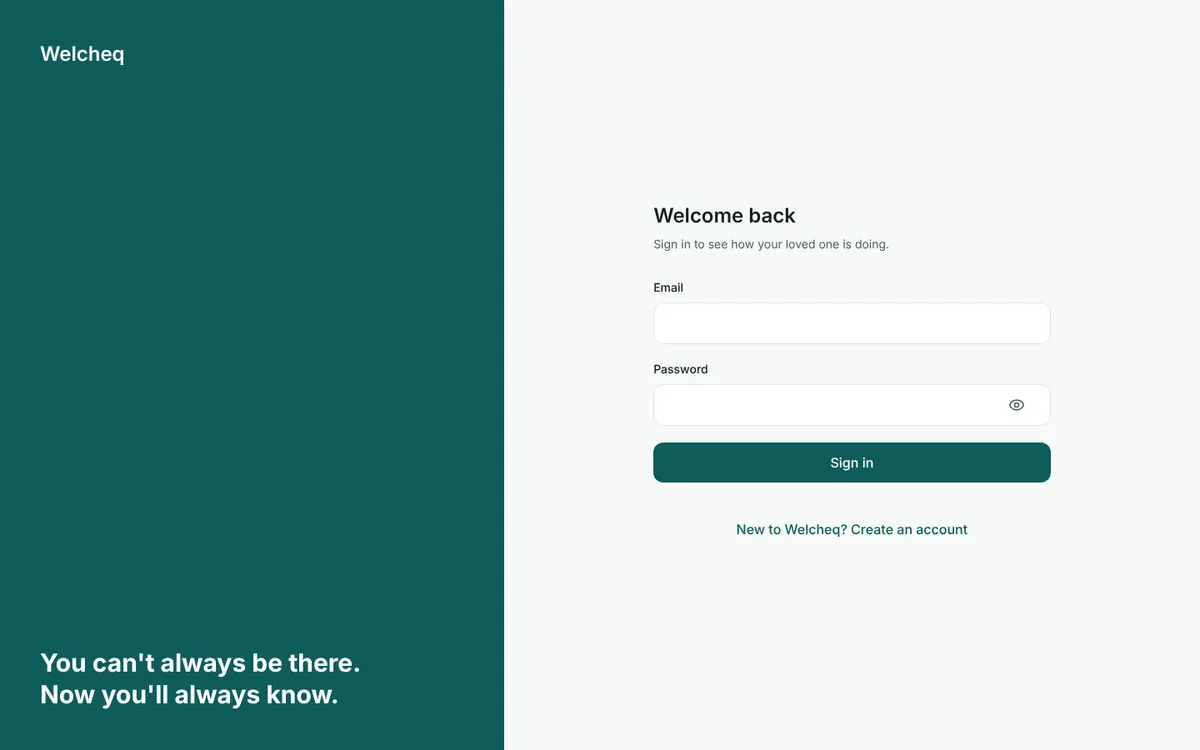 Welcheq
You can't always be there.
Now you'll always know.
Welcome back
Sign in to see how your loved one is doing.
Email
Password
Sign in
New to Welcheq? Create an account